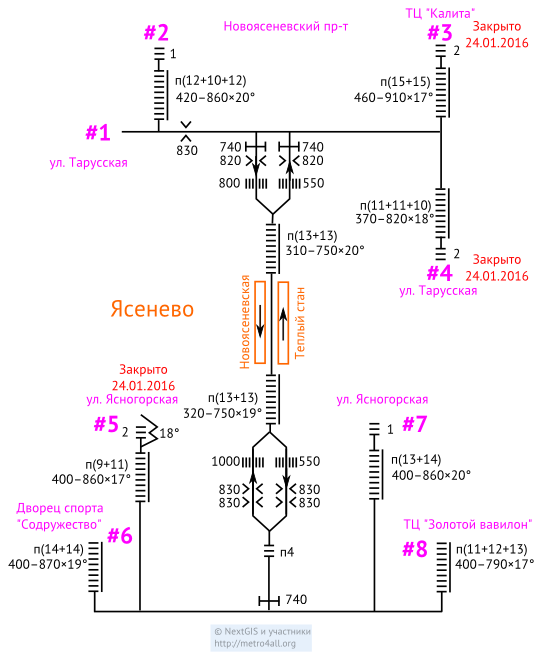 Новоясеневский пр-т
ТЦ "Калита"
#2
#3
Закрыто
24.01.2016
1
2
п(12+10+12)
420–860×20°
п(15+15)
460–910×17°
#1
830
740
740
820
820
ул. Тарусская
800
550
п(11+11+10)
370–820×18°
п(13+13)
310–750×20°
2
Закрыто
24.01.2016
#4
ул. Тарусская
Ясенево
Новоясеневская
Теплый стан
Закрыто
24.01.2016
ул. Ясногорская
п(13+13)
320–750×19°
ул. Ясногорская
#5
2
18°
#7
1
п(9+11)
400–860×17°
1000
550
п(13+14)
400–860×20°
830
830
830
830
Дворец спорта
"Содружество"
#6
ТЦ "Золотой вавилон"
#8
п(14+14)
400–870×19°
п4
п(11+12+13)
400–790×17°
740
© NextGIS и участники
http://metro4all.org